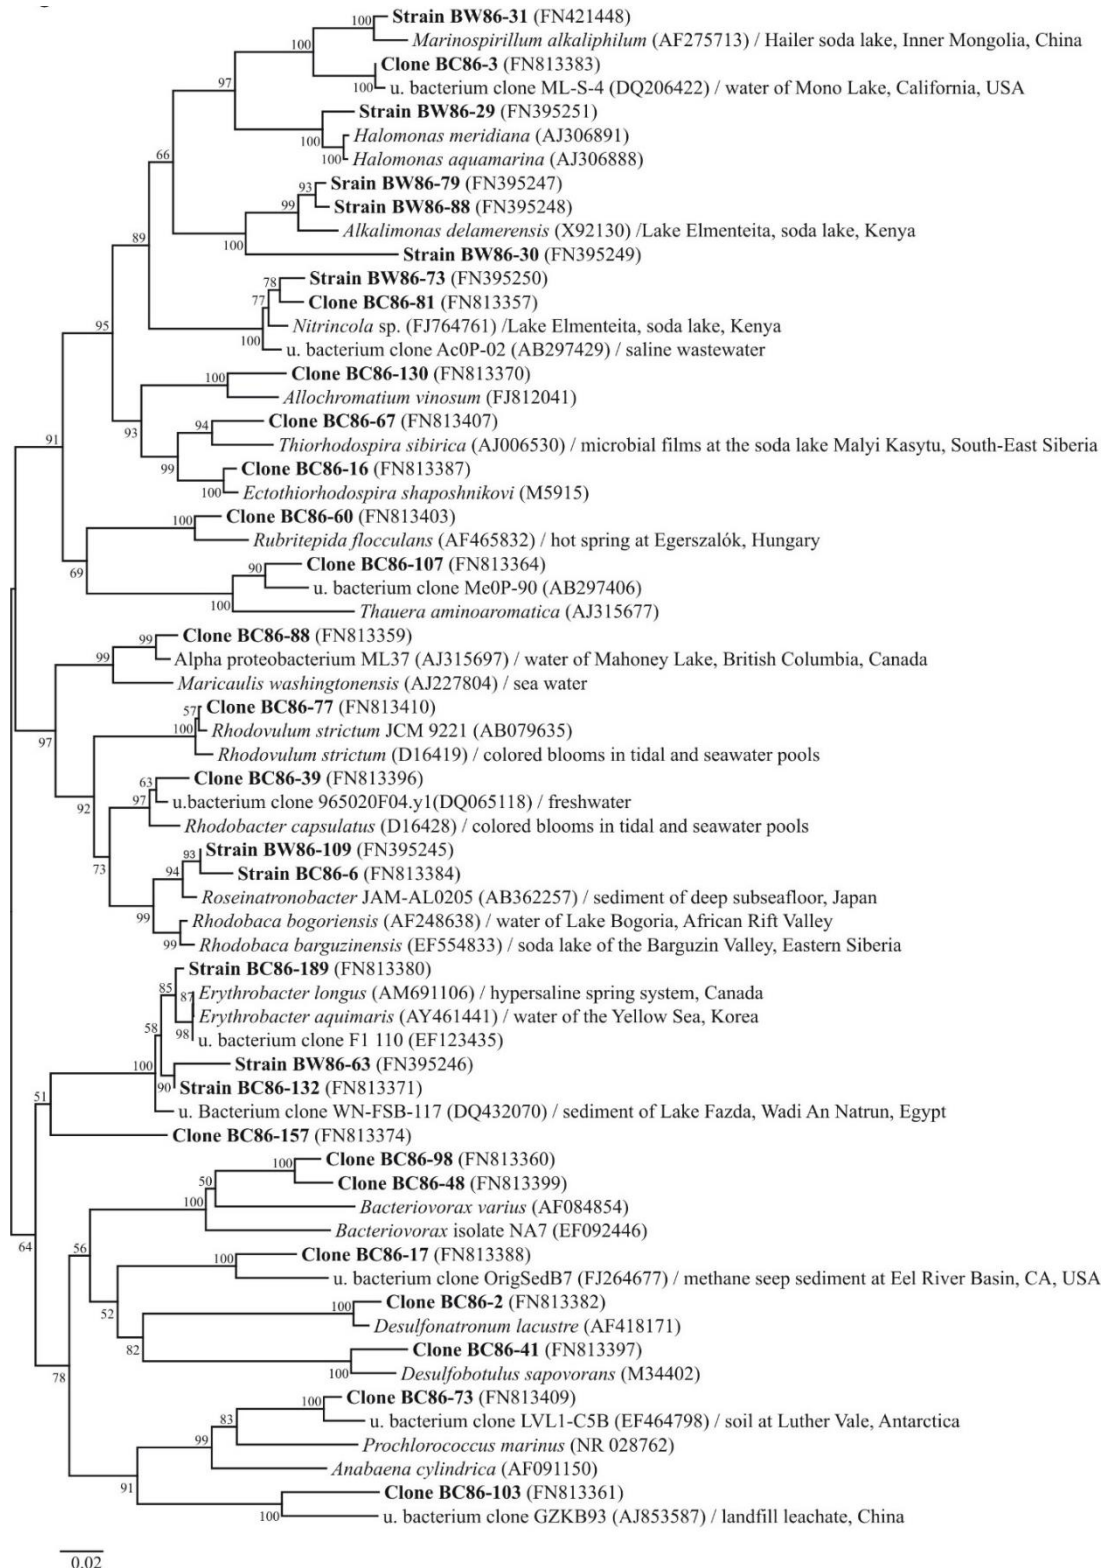 100 Strain BW86-31 (FN421448)
100 Marinospirillum alkaliphilum (AF275713) / Hailer soda lake, Inner Mongolia, China
Clone BC86-3 (FN813383)
97 100 u. bacterium clone ML-S-4 (DQ206422) / water of Mono Lake, California, USA
Strain BW86-29 (FN395251)
100 Halomonas meridiana (AJ306891)
66 100 Halomonas aquamarina (AJ306888)
93 Srain BW86-79 (FN395247)
99 Strain BW86-88 (FN395248)
Alkalimonas delamerensis (X92130) /Lake Elmenteita, soda lake, Kenya
89 100 Strain BW86-30 (FN395249)
78 Strain BW86-73 (FN395250)
77 Clone BC86-81 (FN813357)
95 Nitrincola sp. (FJ764761) /Lake Elmenteita, soda lake, Kenya
100 u. bacterium clone Ac0P-02 (AB297429) / saline wastewater
100 Clone BC86-130 (FN813370)
Allochromatium vinosum (FJ812041)
93 94 Clone BC86-67 (FN813407)
91 Thiorhodospira sibirica (AJ006530) / microbial films at the soda lake Malyi Kasytu, South-East Siberia
99 Clone BC86-16 (FN813387)
100 Ectothiorhodospira shaposhnikovi (M5915)
100 Clone BC86-60 (FN813403)
Rubritepida flocculans (AF465832) / hot spring at Egerszalók, Hungary
69 90 Clone BC86-107 (FN813364)
u. bacterium clone Me0P-90 (AB297406)
100 Thauera aminoaromatica (AJ315677)
99 Clone BC86-88 (FN813359)
99 Alpha proteobacterium ML37 (AJ315697) / water of Mahoney Lake, British Columbia, Canada
Maricaulis washingtonensis (AJ227804) / sea water
57 Clone BC86-77 (FN813410)
100 Rhodovulum strictum JCM 9221 (AB079635)
97 Rhodovulum strictum (D16419) / colored blooms in tidal and seawater pools
63 Clone BC86-39 (FN813396)
92 97 u.bacterium clone 965020F04.y1(DQ065118) / freshwater
Rhodobacter capsulatus (D16428) / colored blooms in tidal and seawater pools
93 Strain BW86-109 (FN395245)
73 94 Strain BC86-6 (FN813384)
Roseinatronobacter JAM-AL0205 (AB362257) / sediment of deep subseafloor, Japan
99 Rhodobaca bogoriensis (AF248638) / water of Lake Bogoria, African Rift Valley
99 Rhodobaca barguzinensis (EF554833) / soda lake of the Barguzin Valley, Eastern Siberia
Strain BC86-189 (FN813380)
85 87 Erythrobacter longus (AM691106) / hypersaline spring system, Canada
Erythrobacter aquimaris (AY461441) / water of the Yellow Sea, Korea
58 98 u. bacterium clone F1 110 (EF123435)
100 Strain BW86-63 (FN395246)
90 Strain BC86-132 (FN813371)
51 u. Bacterium clone WN-FSB-117 (DQ432070) / sediment of Lake Fazda, Wadi An Natrun, Egypt
Clone BC86-157 (FN813374)
100 Clone BC86-98 (FN813360)
50 Clone BC86-48 (FN813399)
100 Bacteriovorax varius (AF084854)
Bacteriovorax isolate NA7 (EF092446)
64 56 100 Clone BC86-17 (FN813388)
u. bacterium clone OrigSedB7 (FJ264677) / methane seep sediment at Eel River Basin, CA, USA
52 100 Clone BC86-2 (FN813382)
Desulfonatronum lacustre (AF418171)
82 Clone BC86-41 (FN813397)
78 100 Desulfobotulus sapovorans (M34402)
100 Clone BC86-73 (FN813409)
83 u. bacterium clone LVL1-C5B (EF464798) / soil at Luther Vale, Antarctica
99 Prochlorococcus marinus (NR 028762)
Anabaena cylindrica (AF091150)
91 Clone BC86-103 (FN813361)
100 u. bacterium clone GZKB93 (AJ853587) / landfill leachate, China
0.02